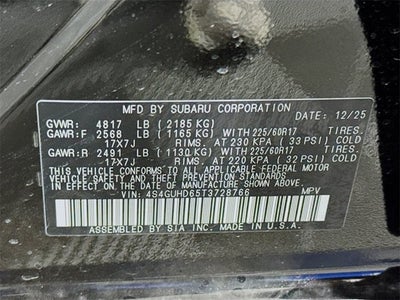 MFD BY SUBARU CORPORATION 12/25
GVWR: 4817 LB (2185 KG)
GAWR:F 2568 LB (1165 KG) WITH 225/60R17 TIRES.
17X7J RIMS. AT 230 KPA (33 PSI) COLD
GAWR:R 2491 LB (1130 KG) WITH 225/60R17 TIRES.
17X7J RIMS. AT 220 KPA (32 PSI) COLD
THIS VEHICLE CONFORMS TO ALL APPLICABLE FEDERAL MOTOR
VEHICLE SAFETY, BUMPER AND THEFT PREVENTION STANDARDS IN
EFFECT ON THE DATE OF MANUFACTURE SHOWN ABOVE.
VIN: 4S4GUHD65T3728766 MPV
ASSEMBLED BY SIA INC. MADE IN U.S.A.